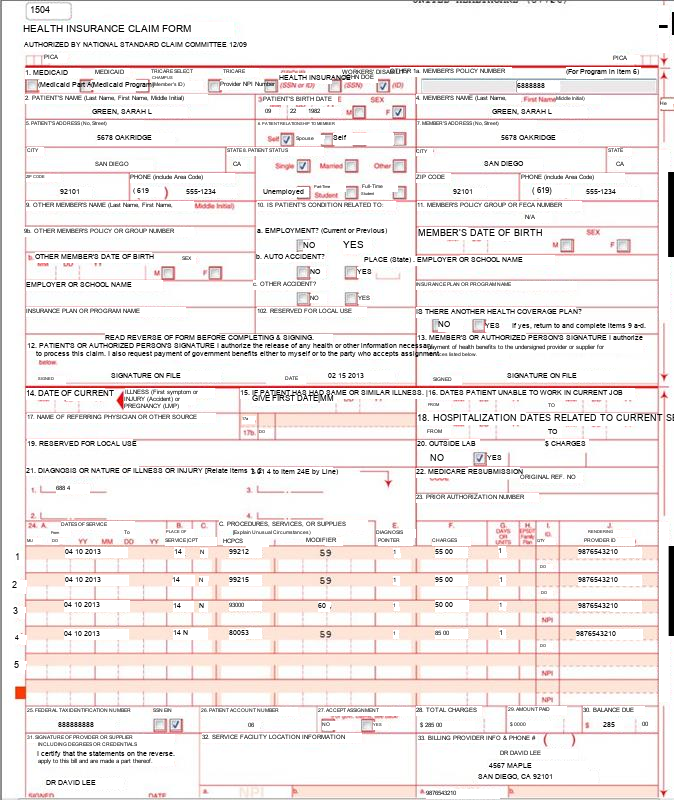 1504
HEALTH INSURANCE CLAIM FORM
AUTHORIZED BY NATIONAL STANDARD CLAIM COMMITTEE 12/09
PICA PICA
1. MEDICAID TRICARE SELECT CHAMPUS TRICARE HEALTH INSURANCE WORKERS' 1a. MEMBER'S POLICY NUMBER (For Program in Item 6)
(Medicaid Program) (Member's ID) Provider NPI Number (SSN or ID) (SSN) (ID) 6888888
2. PATIENT'S NAME (Last Name, First Name, Middle Initial) 3 PATIENT'S BIRTH DATE SEX 4. MEMBER'S NAME (Last Name, First Name Middle Initial)
GREEN, SARAH L 09 22 1982 M F GREEN, SARAH L
5. PATIENT'S ADDRESS (No, Street) 6. PATIENT RELATIONSHIP TO MEMBER 7. MEMBER'S ADDRESS (No, Street)
5678 OAKRIDGE Self Spouse Self 5678 OAKRIDGE
CITY STATE 8. PATIENT STATUS CITY STATE
SAN DIEGO CA Single Married Other SAN DIEGO CA
ZIP CODE PHONE (include Area Code) ZIP CODE PHONE (include Area Code)
92101 ( 619 ) 555-1234 Unemployed Part-Time Student Full-Time Student 92101 ( 619) 555-1234
9. OTHER MEMBER'S NAME (Last Name, First Name, Middle Initial) 10. IS PATIENT'S CONDITION RELATED TO: 11. MEMBER'S POLICY GROUP or FECA NUMBER
N/A
9b. OTHER MEMBER'S POLICY OR GROUP NUMBER a. EMPLOYMENT? (Current or Previous) MEMBER'S DATE OF BIRTH SEX
NO YES M F
b. OTHER MEMBER'S DATE OF BIRTH SEX b. AUTO ACCIDENT? PLACE (State) EMPLOYER OR SCHOOL NAME
MM DD YY M F NO YES
EMPLOYER OR SCHOOL NAME c. OTHER ACCIDENT? INSURANCE PLAN OR PROGRAM NAME
NO YES
INSURANCE PLAN OR PROGRAM NAME 102. RESERVED FOR LOCAL USE IS THERE ANOTHER HEALTH COVERAGE PLAN?
NO YES If yes, return to and complete items 9 a-d.
READ REVERSE OF FORM BEFORE COMPLETING & SIGNING.
12. PATIENT'S OR AUTHORIZED PERSON'S SIGNATURE I authorize the release of any health or other information necessary
to process this claim. I also request payment of government benefits either to myself or to the party who accepts assignment
below.
13. MEMBER'S OR AUTHORIZED PERSON'S SIGNATURE I authorize
payment of health benefits to the undersigned provider or supplier for
services listed below.
SIGNED SIGNATURE ON FILE DATE 02 15 2013 SIGNED SIGNATURE ON FILE
14. DATE OF CURRENT ILLNESS (First symptom or
INJURY (Accident) or
PREGNANCY (LMP)
15. IF PATIENT HAS HAD SAME OR SIMILAR ILLNESS.
GIVE FIRST DATE MM
16. DATES PATIENT UNABLE TO WORK IN CURRENT JOB
FROM TO
17. NAME OF REFERRING PHYSICIAN OR OTHER SOURCE 17a 17b. 18. HOSPITALIZATION DATES RELATED TO CURRENT SE
FROM TO
19. RESERVED FOR LOCAL USE 20. OUTSIDE LAB $ CHARGES
NO YES
21. DIAGNOSIS OR NATURE OF ILLNESS OR INJURY [Relate Items 1 to 4 to Item 24E by Line) 22. MEDICARE RESUBMISSION
CODE ORIGINAL REF. NO
1. 688 4 3.
23. PRIOR AUTHORIZATION NUMBER
2. 4.
24. A. DATES OF SERVICE B. C. C. PROCEDURES, SERVICES, OR SUPPLIES E. F. G. H. I. J.
From To PLACE OF (Explain Unusual Circumstances) DIAGNOSIS DAYS OR UNITS EPSDT Family Plan ID. RENDERING
YY MM DD YY SERVICE CPT HCPCS MODIFIER POINTER CHARGES QTY PROVIDER ID
1 04 10 2013 14 N 99212 59 1 55 00 1 9876543210
2 04 10 2013 14 N 99215 59 1 95 00 1 9876543210
3 04 10 2013 14 N 93000 60 1 50 00 1 9876543210
NPI
4 04 10 2013 14 N 80053 59 1 85 00 1 9876543210
5
NPI
NPI
25. FEDERAL TAX IDENTIFICATION NUMBER SSN EIN 26. PATIENT ACCOUNT NUMBER 27. ACCEPT ASSIGNMENT 28. TOTAL CHARGES 29. AMOUNT PAID 30. BALANCE DUE
888888888 06 NO YES $ 285 00 $ 0000 $ 285 00
31. SIGNATURE OF PROVIDER OR SUPPLIER
INCLUDING DEGREES OR CREDENTIALS
I certify that the statements on the reverse.
apply to this bill and are made a part thereof.
DR DAVID LEE
SIGNED DATE
32. SERVICE FACILITY LOCATION INFORMATION
a. NPI b.
33. BILLING PROVIDER INFO & PHONE # ( )
DR DAVID LEE
4567 MAPLE
SAN DIEGO, CA 92101
a. 9876543210 b.